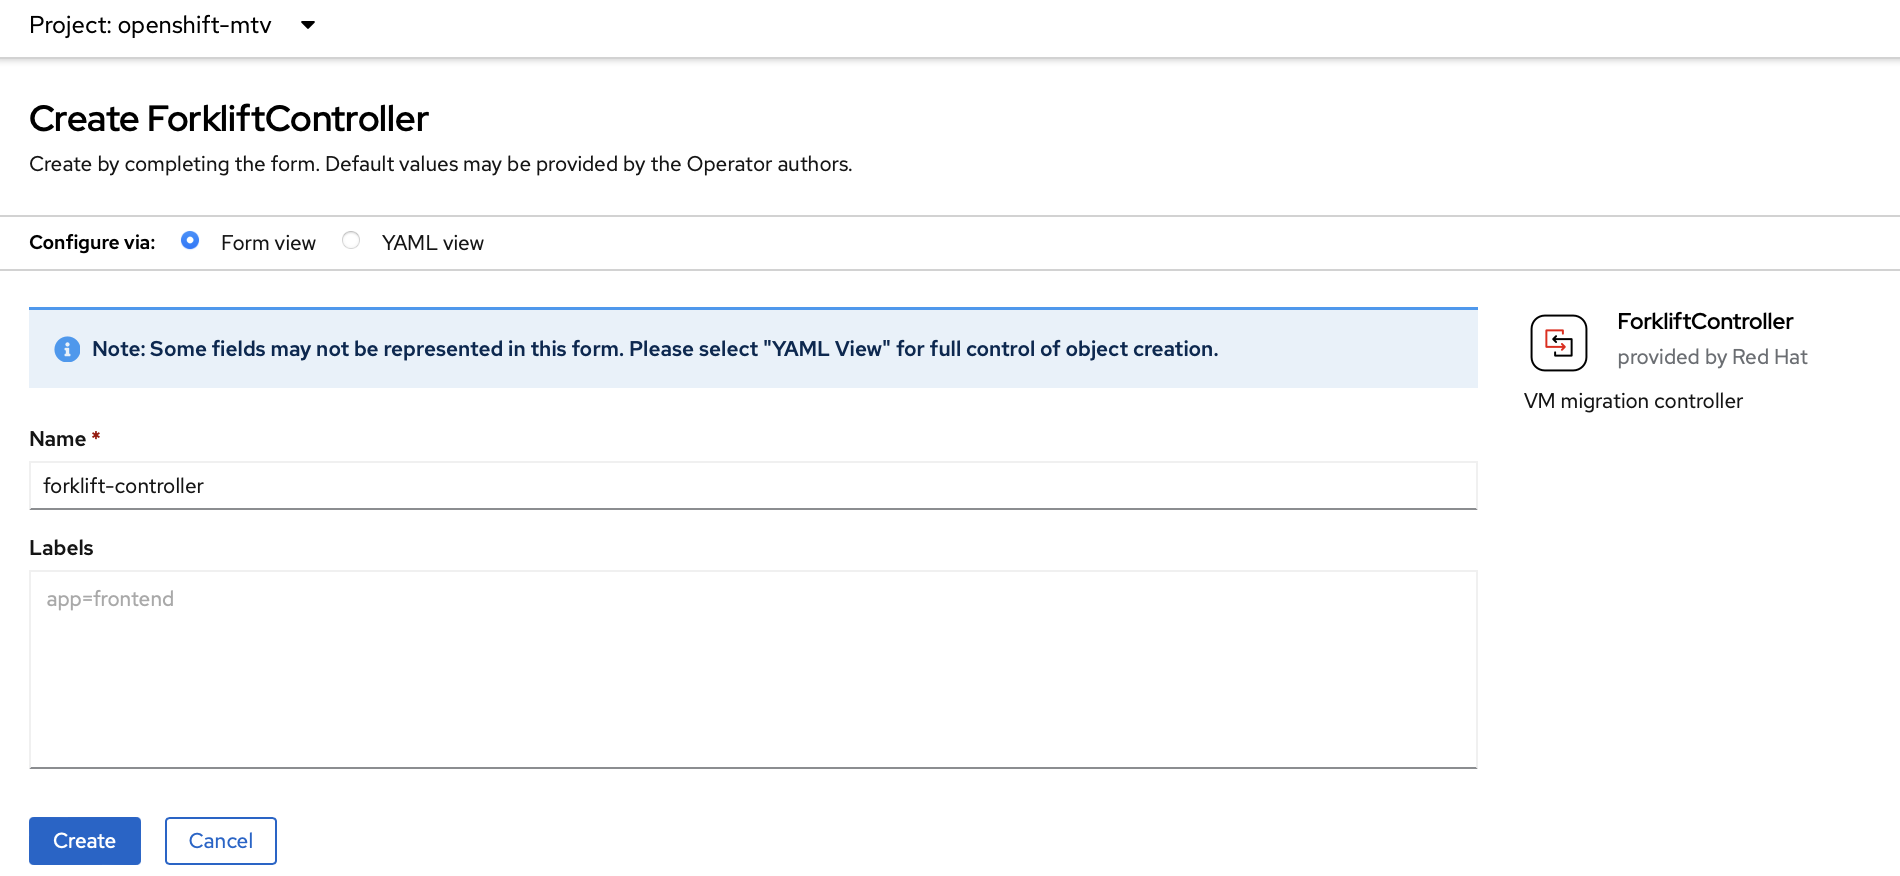 Project: openshift-mtv
Create ForkliftController
Create by completing the form. Default values may be provided by the Operator authors.
Configure via: Form view YAML view
Note: Some fields may not be represented in this form. Please select "YAML View" for full control of object creation.
Name *
forklift-controller
Labels
app=frontend
Create Cancel
ForkliftController
provided by Red Hat
VM migration controller